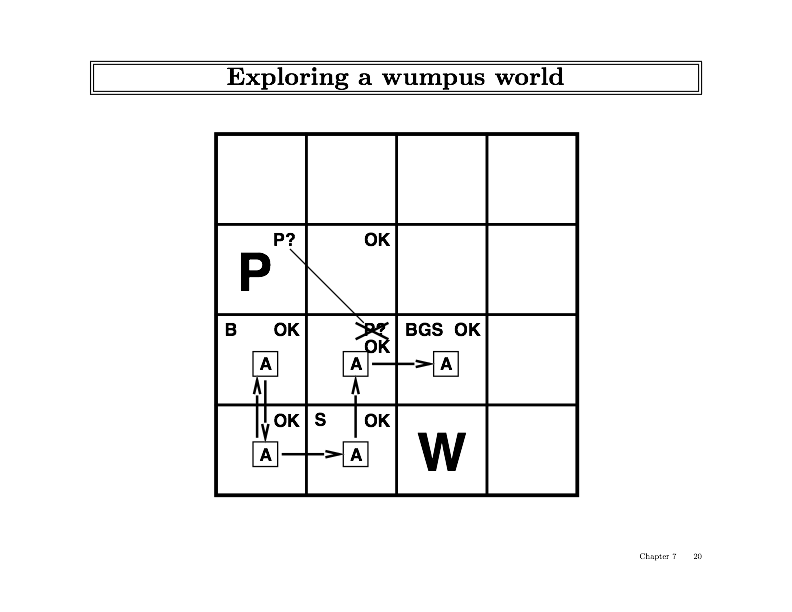 Exploring a wumpus world
P? OK
P
B OK P? BGS OK
OK
A A A
OK S OK
W
A A
Chapter 7 20